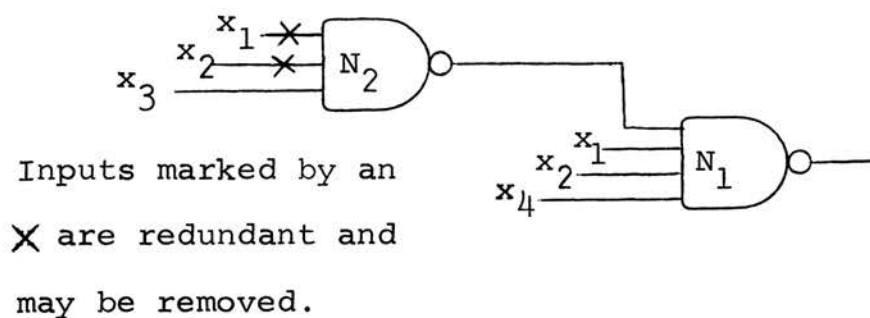 x1
x2
x3
N2
x1
x2
x4
N1
Inputs marked by an
X are redundant and
may be removed.